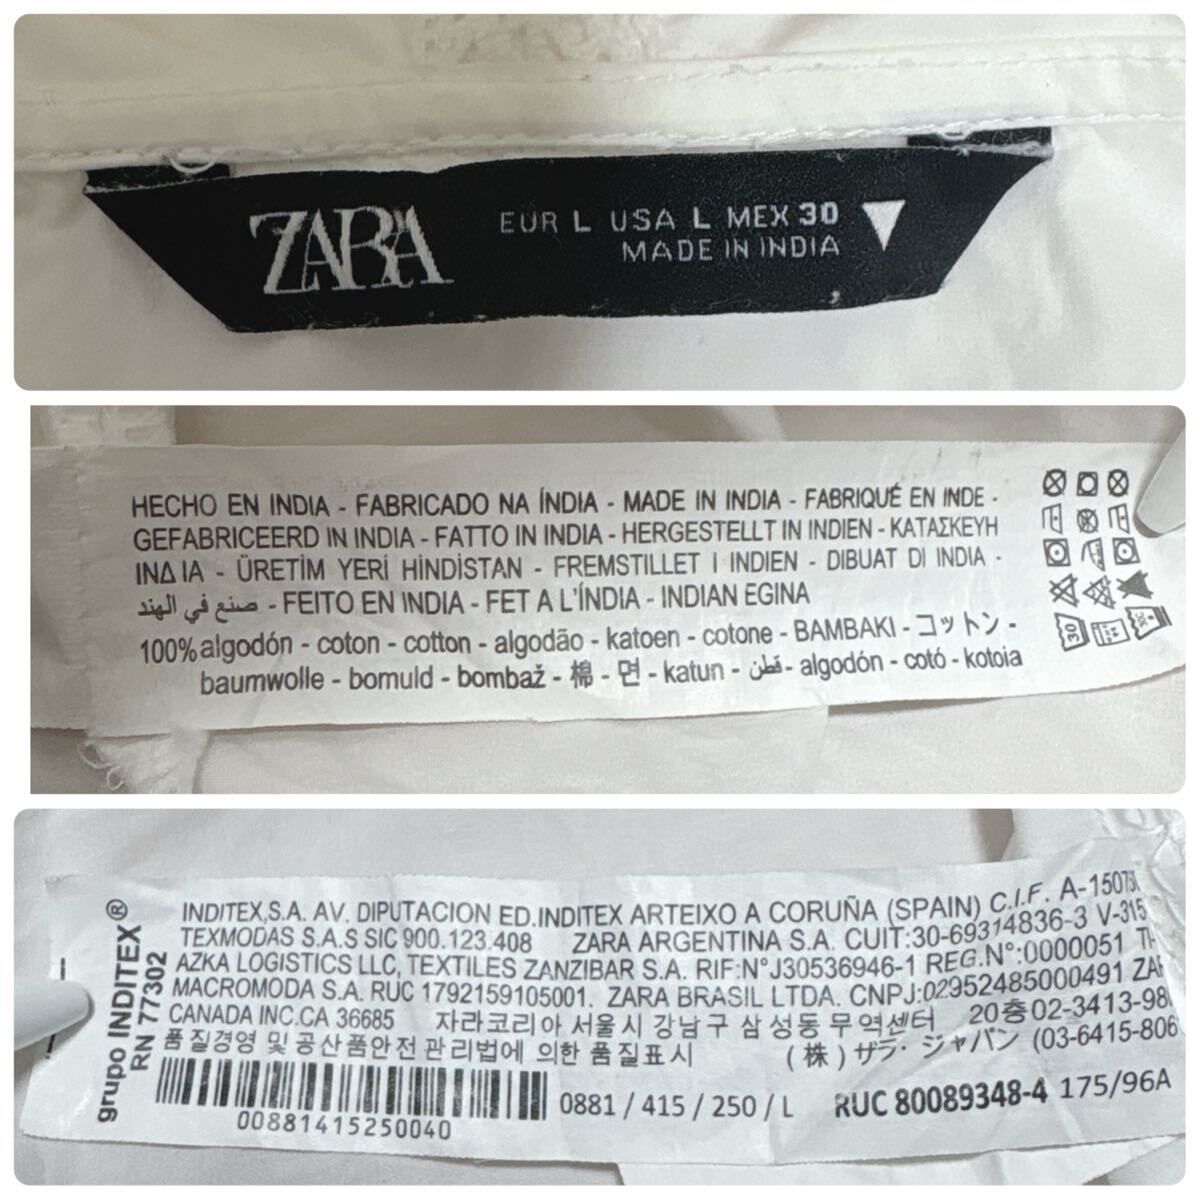 ZARA
EUR L USA L MEX 30
MADE IN INDIA
HECHO EN INDIA - FABRICADO NA ÍNDIA - MADE IN INDIA - FABRIQUÉ EN INDE -
GEFABRICEERD IN INDIA - FATTO IN INDIA - HERGESTELLT IN INDIEN - ΚΑΤΑΣΚΕΥΗ
ΙΝΔΙΑ - ÜRETİM YERİ HİNDİSTAN - FREMSTILLET I INDIEN - DIBUAT DI INDIA -
صنع في الهند - FEITO EN INDIA - FET A L'ÍNDIA - INDIAN EGINA
100% algodón - coton - cotton - algodão - katoen - cotone - BAMBAKI - コットン -
baumwolle - bomuld - bombaž - 棉 - 면 - katun - قطن - algodón - cotó - kotoia
30
grupo INDITEX®
RN 77302
INDITEX,S.A. AV. DIPUTACION ED.INDITEX ARTEIXO A CORUÑA (SPAIN) C.I.F. A-1507
TEXMODAS S.A.S SIC 900.123.408 ZARA ARGENTINA S.A. CUIT:30-69314836-3 V-315
AZKA LOGISTICS LLC, TEXTILES ZANZIBAR S.A. RIF:N°J30536946-1 REG.N°:0000051
MACROMODA S.A. RUC 1792159105001. ZARA BRASIL LTDA. CNPJ:02952485000491 ZAR
CANADA INC.CA 36685 자라코리아 서울시 강남구 삼성동 무역센터 20층02-3413-98
품질경영 및 공산품안전 관리법에 의한 품질표시 (株) ザラ・ジャパン (03-6415-806
00881415250040
0881 / 415 / 250 / L RUC 80089348-4 175/96A